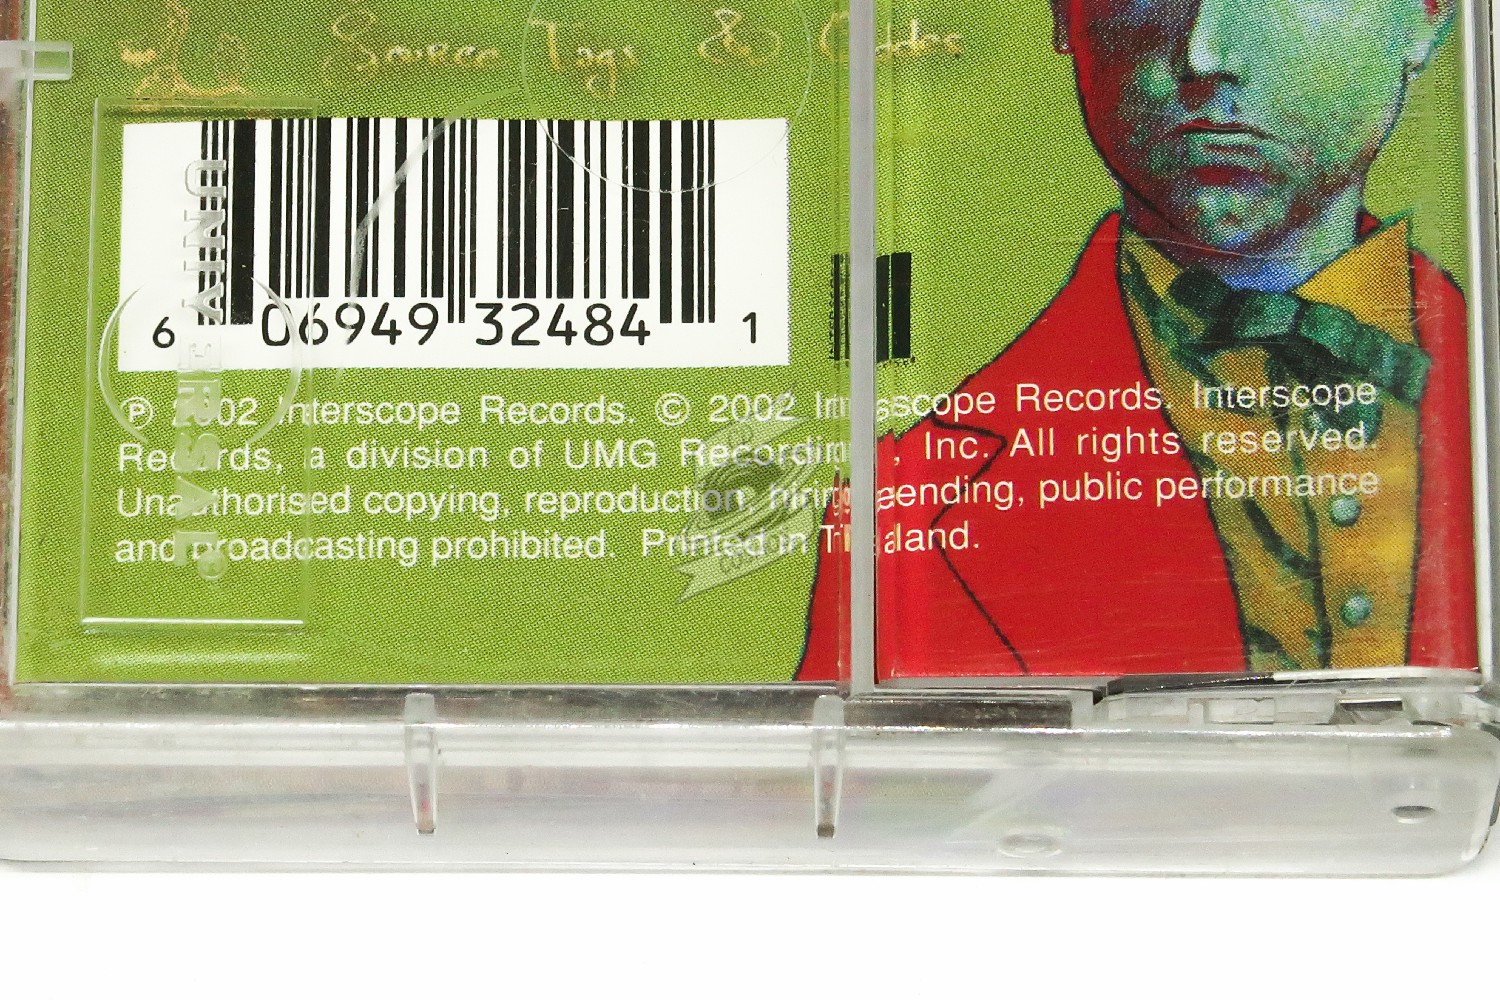 Source Tags & Codes
6 06949 32484 1
UNIVERSAL
℗ 2002 Interscope Records. © 2002 Interscope Records. Interscope
Records, a division of UMG Recordings, Inc. All rights reserved.
Unauthorised copying, reproduction, hiring, lending, public performance
and broadcasting prohibited. Printed in Thailand.